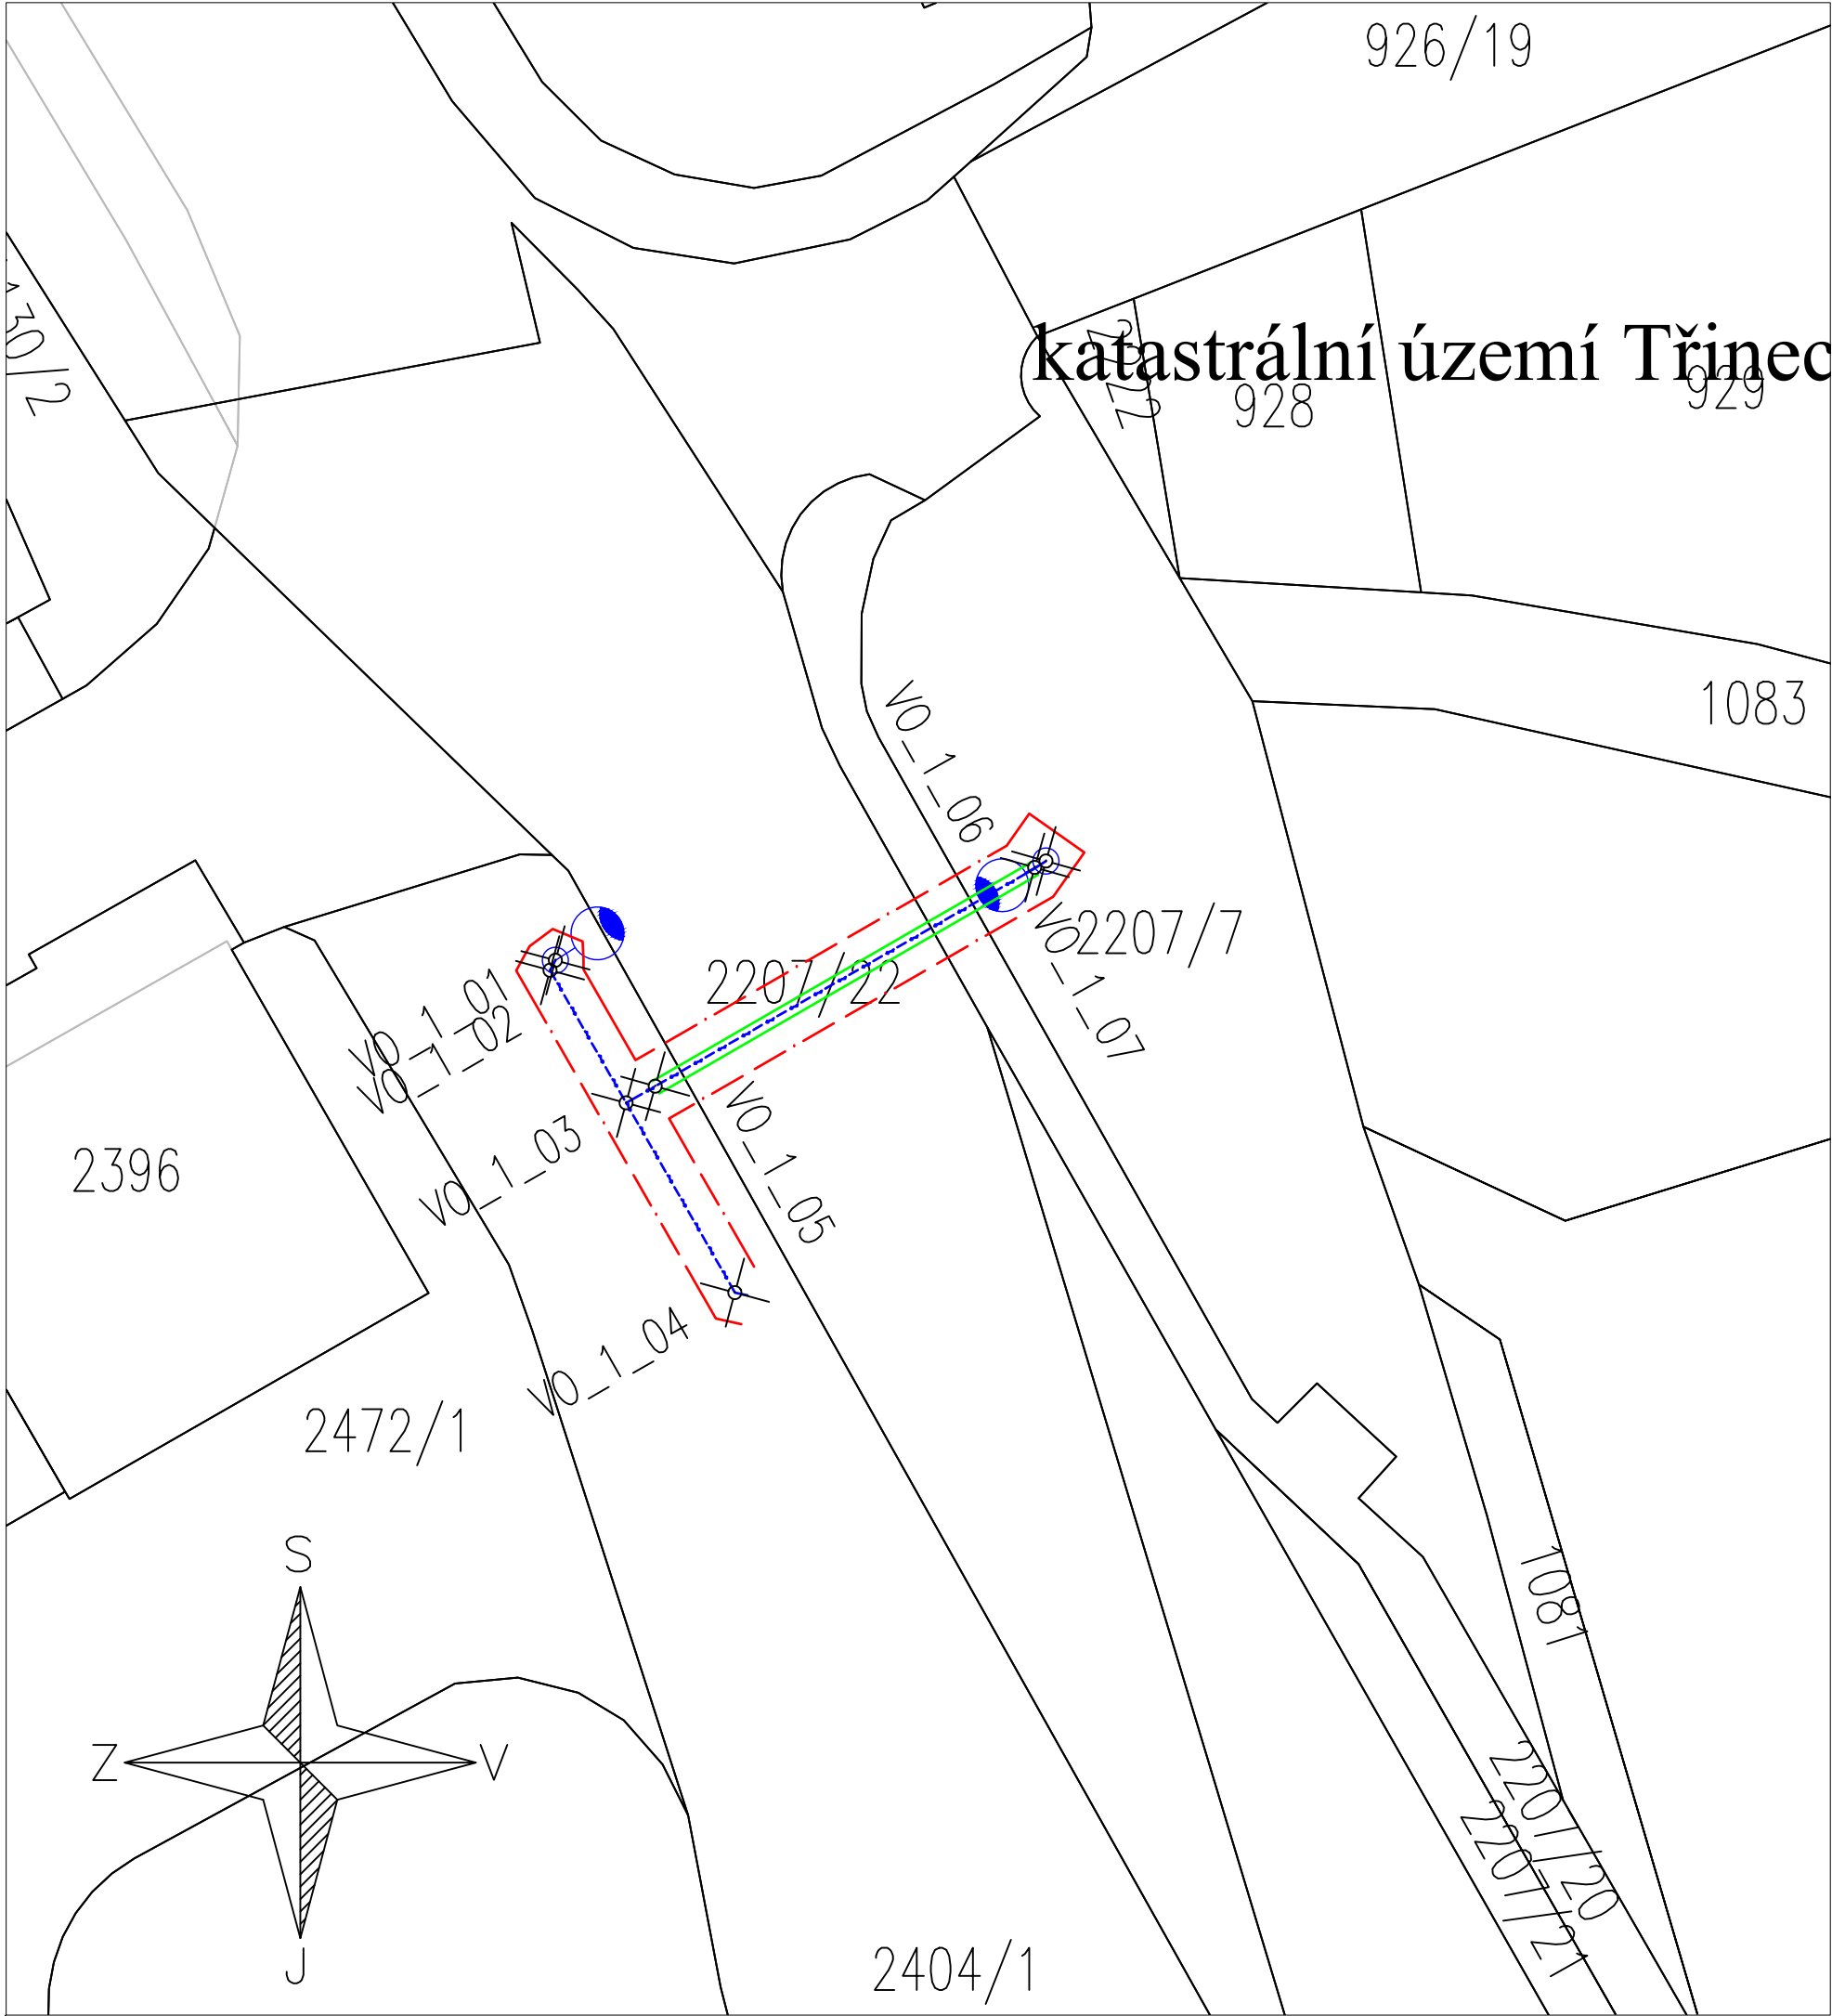 926/19
katastrální území Třinec
928
929
1083
VO_1_06
2207/7
2207/22
VO_1_07
VO_1_01
VO_1_02
VO_1_03
VO_1_05
VO_1_04
2396
2472/1
1081
S
Z
V
J
2201/20
2201/21
2404/1